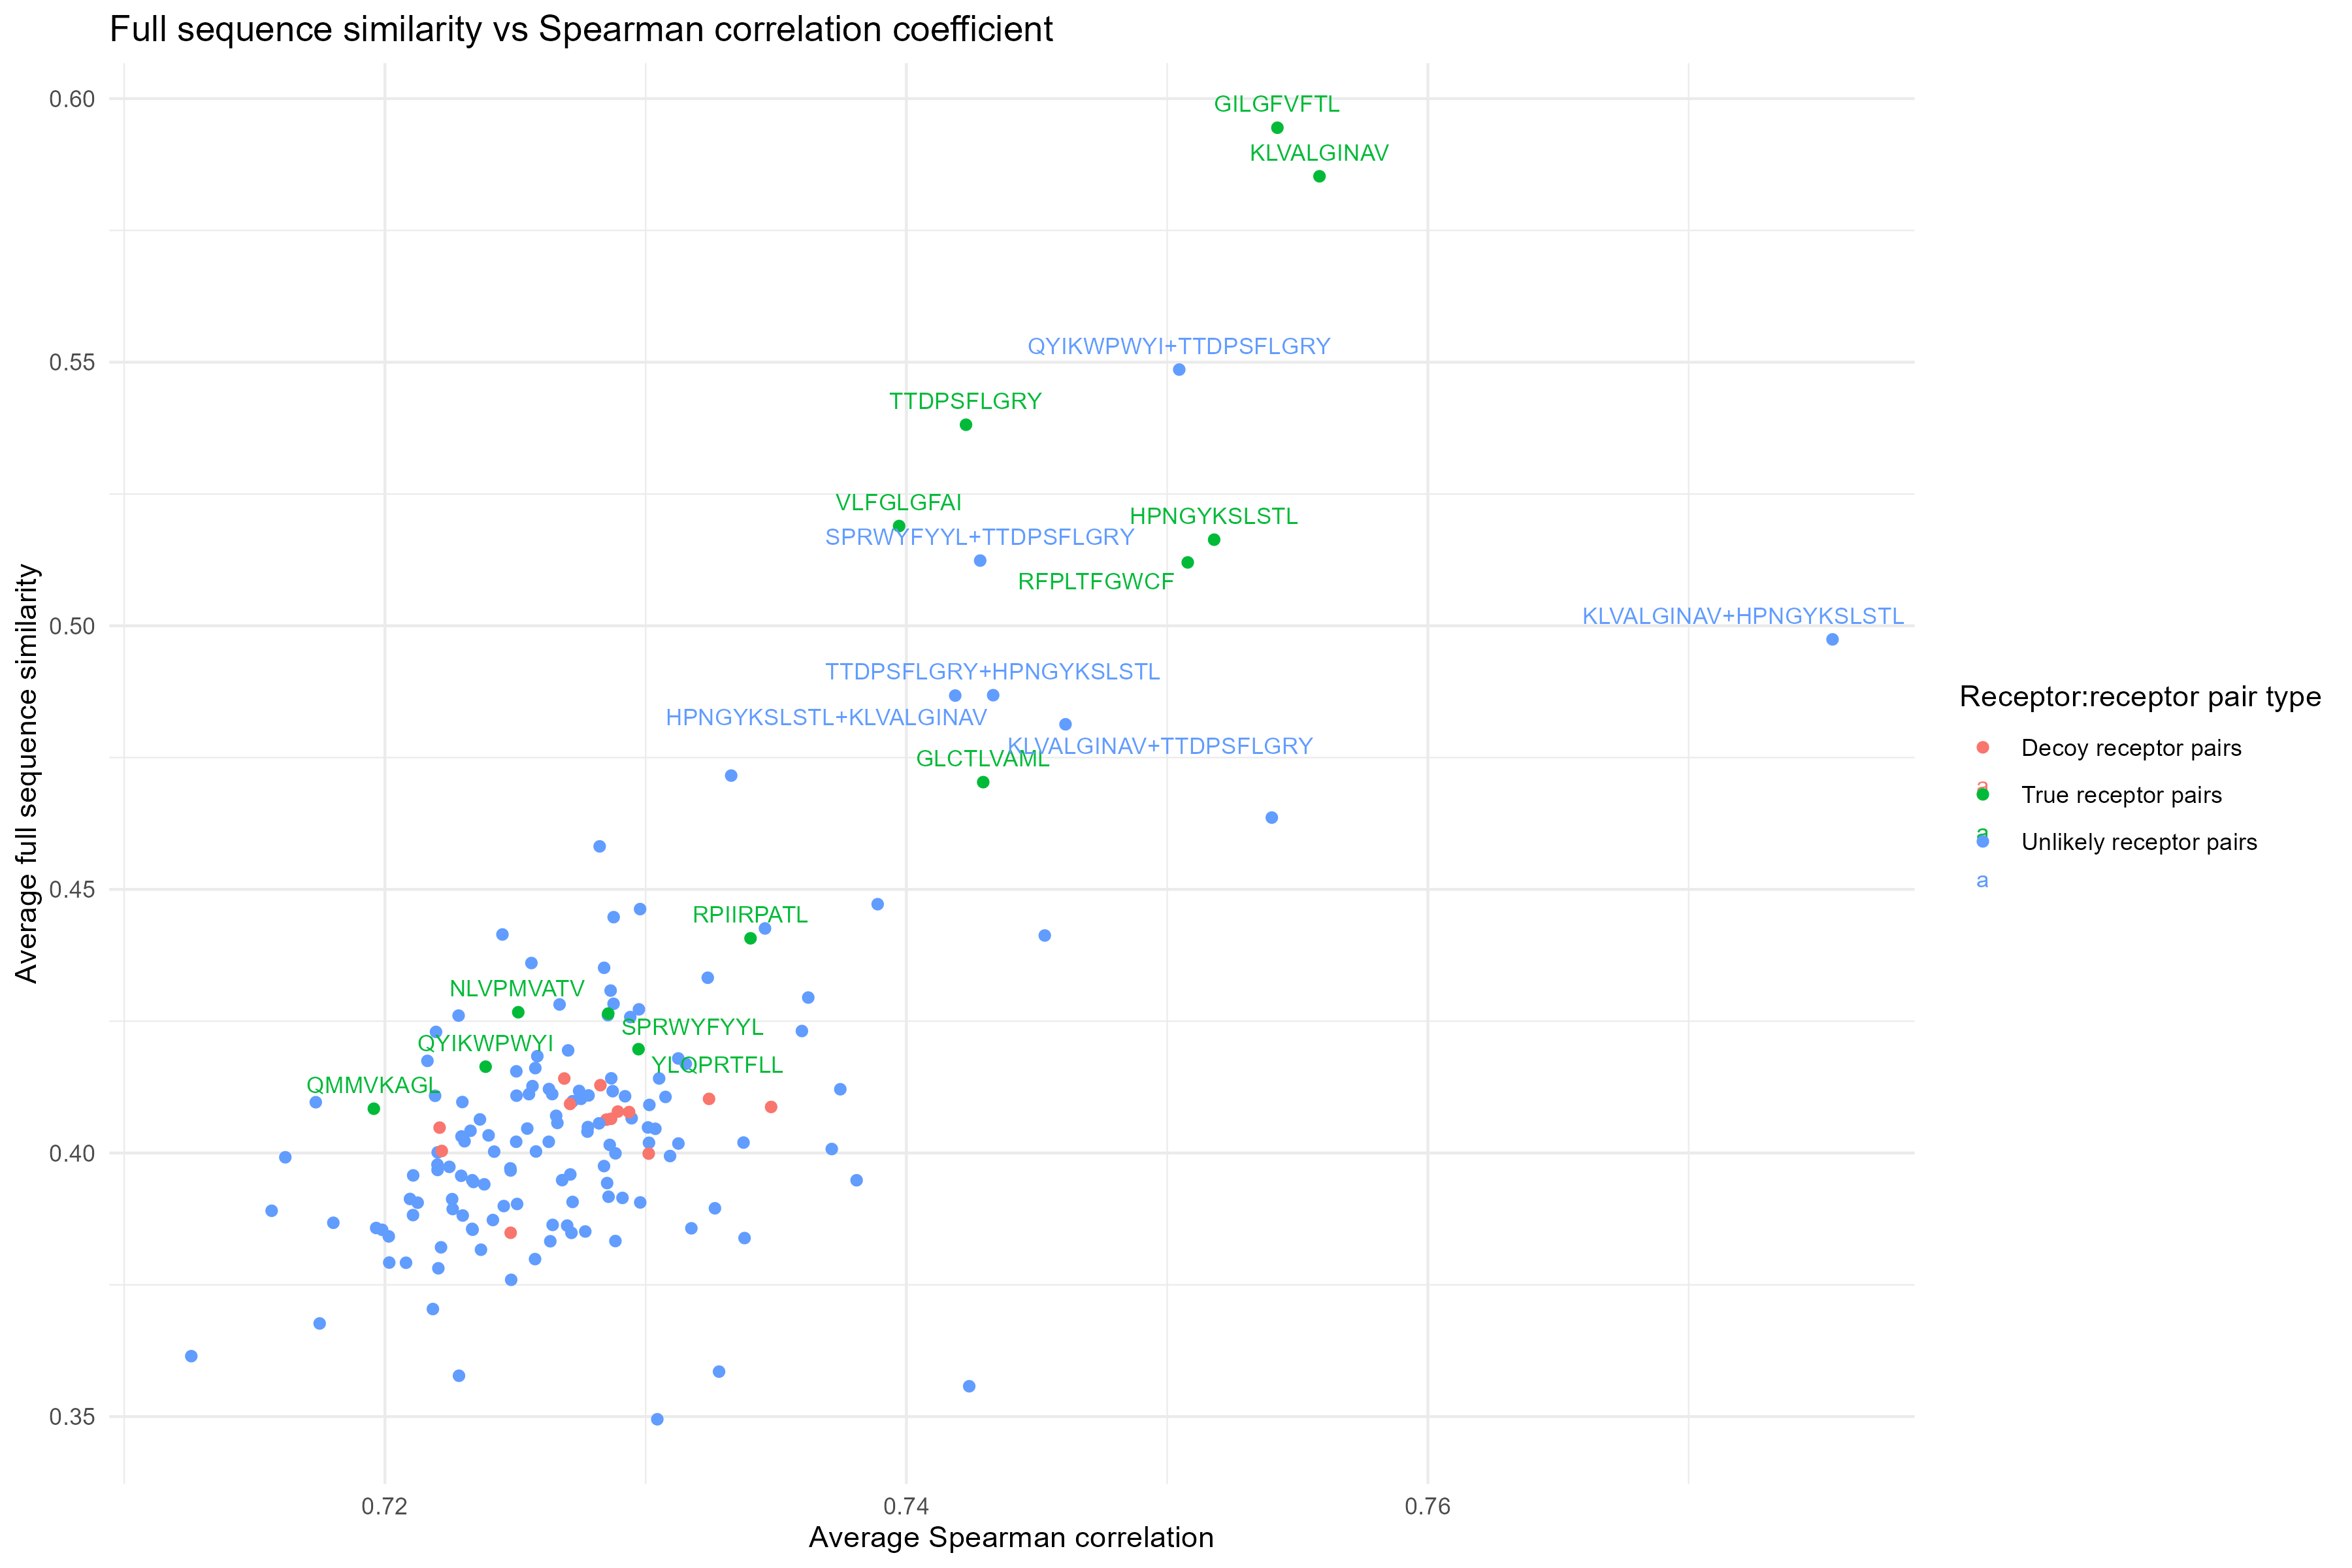 Full sequence similarity vs Spearman correlation coefficient
0.60
0.55
0.50
0.45
0.40
0.35
Average full sequence similarity
GILGFVFTL
KLVALGINAV
QYIKWPWYI+TTDPSFLGRY
TTDPSFLGRY
VLFGLGFAI
HPNGYKSLSTL
SPRWYFYYL+TTDPSFLGRY
RFPLTFGWCF
KLVALGINAV+HPNGYKSLSTL
TTDPSFLGRY+HPNGYKSLSTL
HPNGYKSLSTL+KLVALGINAV
KLVALGINAV+TTDPSFLGRY
GLCTLVAML
RPIIRPATL
NLVPMVATV
SPRWYFYYL
QYIKWPWYI
YLQPRTFLL
QMMVKAGL
0.72
0.74
0.76
Average Spearman correlation
Receptor:receptor pair type
Decoy receptor pairs
a
True receptor pairs
a
Unlikely receptor pairs
a